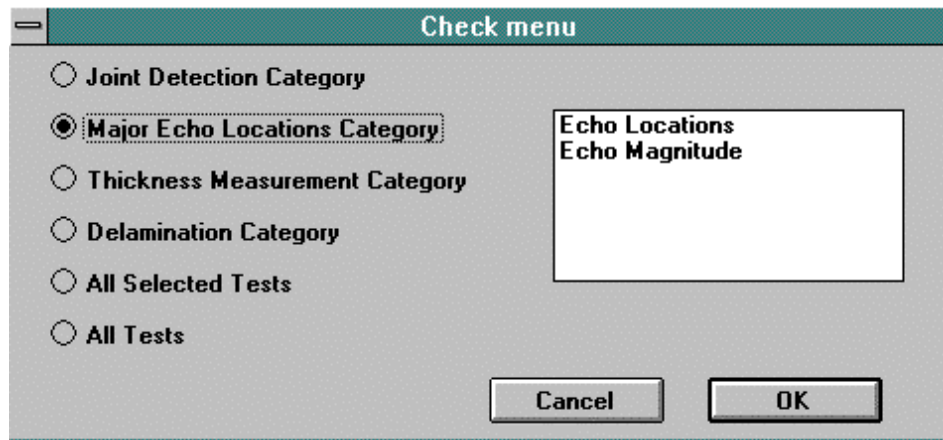 Check menu
Joint Detection Category
Major Echo Locations Category
Thickness Measurement Category
Delamination Category
All Selected Tests
All Tests
Echo Locations
Echo Magnitude
Cancel
OK